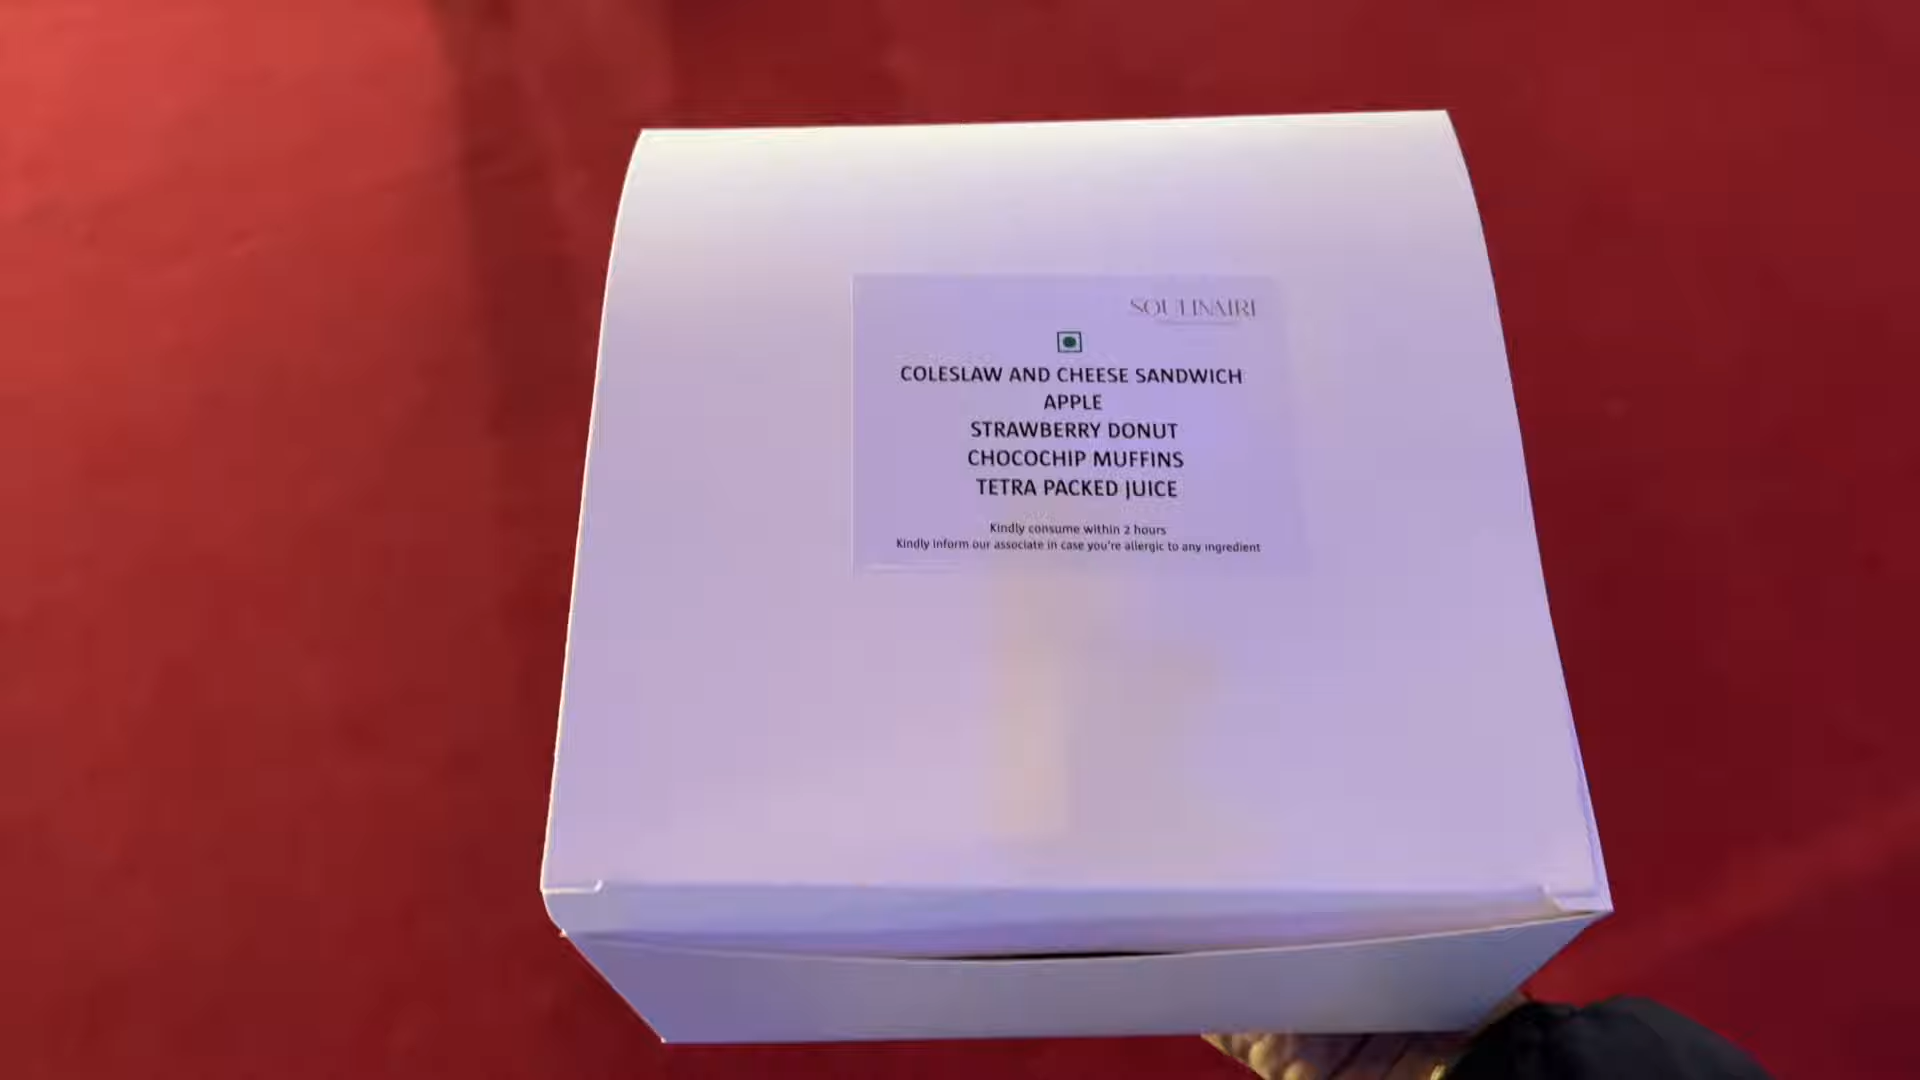 SOULINAIRE
COLESLAW AND CHEESE SANDWICH
APPLE
STRAWBERRY DONUT
CHOCOCHIP MUFFINS
TETRA PACKED JUICE
Kindly consume within 2 hours
Kindly inform our associate in case you're allergic to any ingredient